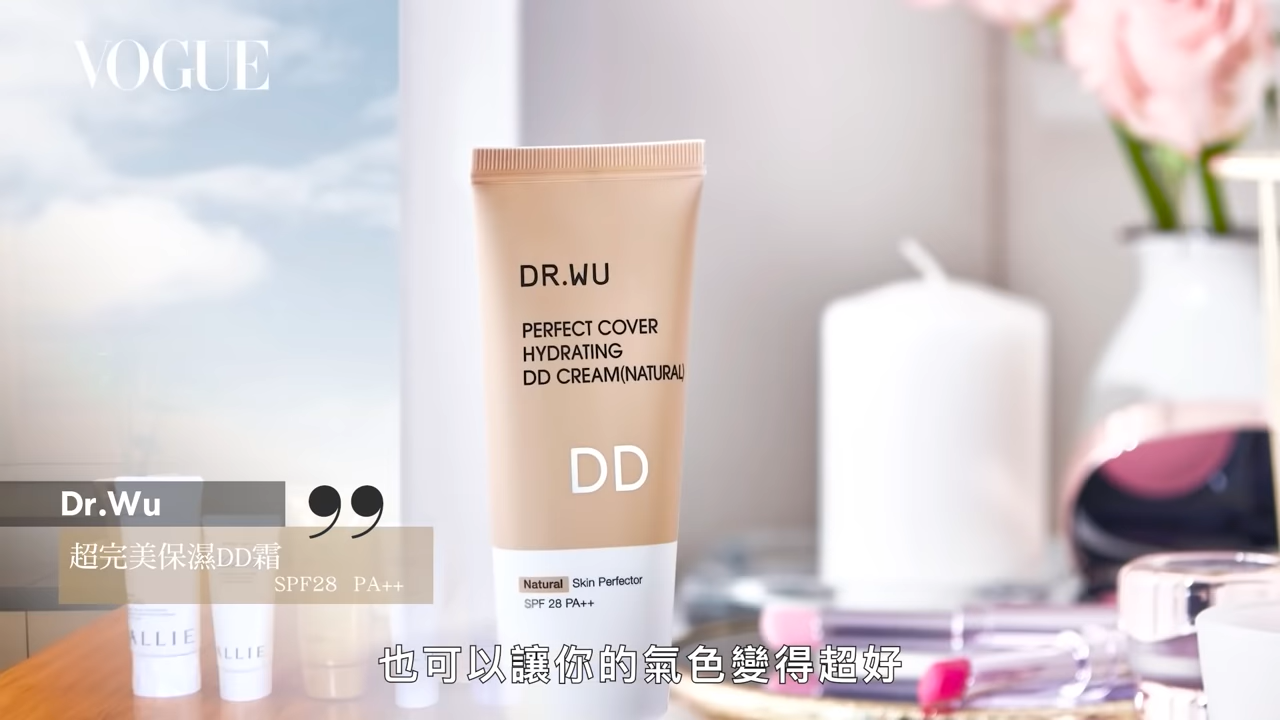 VOGUE
DR.WU
PERFECT COVER
HYDRATING
DD CREAM(NATURAL)
DD
Natural Skin Perfector
SPF 28 PA++
Dr.Wu
超完美保濕DD霜
SPF28 PA++
ALLIE
ALLIE
也可以讓你的氣色變得超好